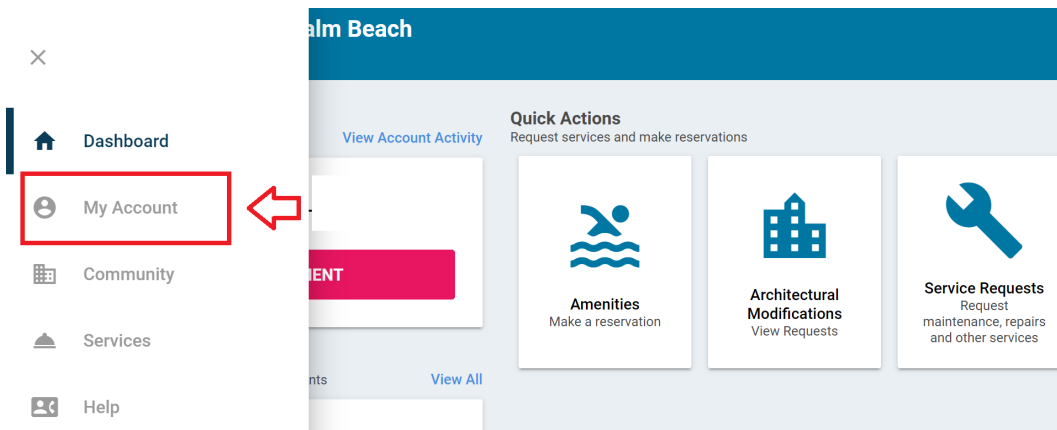 alm Beach
Dashboard
My Account
Community
Services
Help
View Account Activity
MENT
nts
View All
Quick Actions
Request services and make reservations
Amenities
Make a reservation
Architectural
Modifications
View Requests
Service Requests
Request
maintenance, repairs
and other services